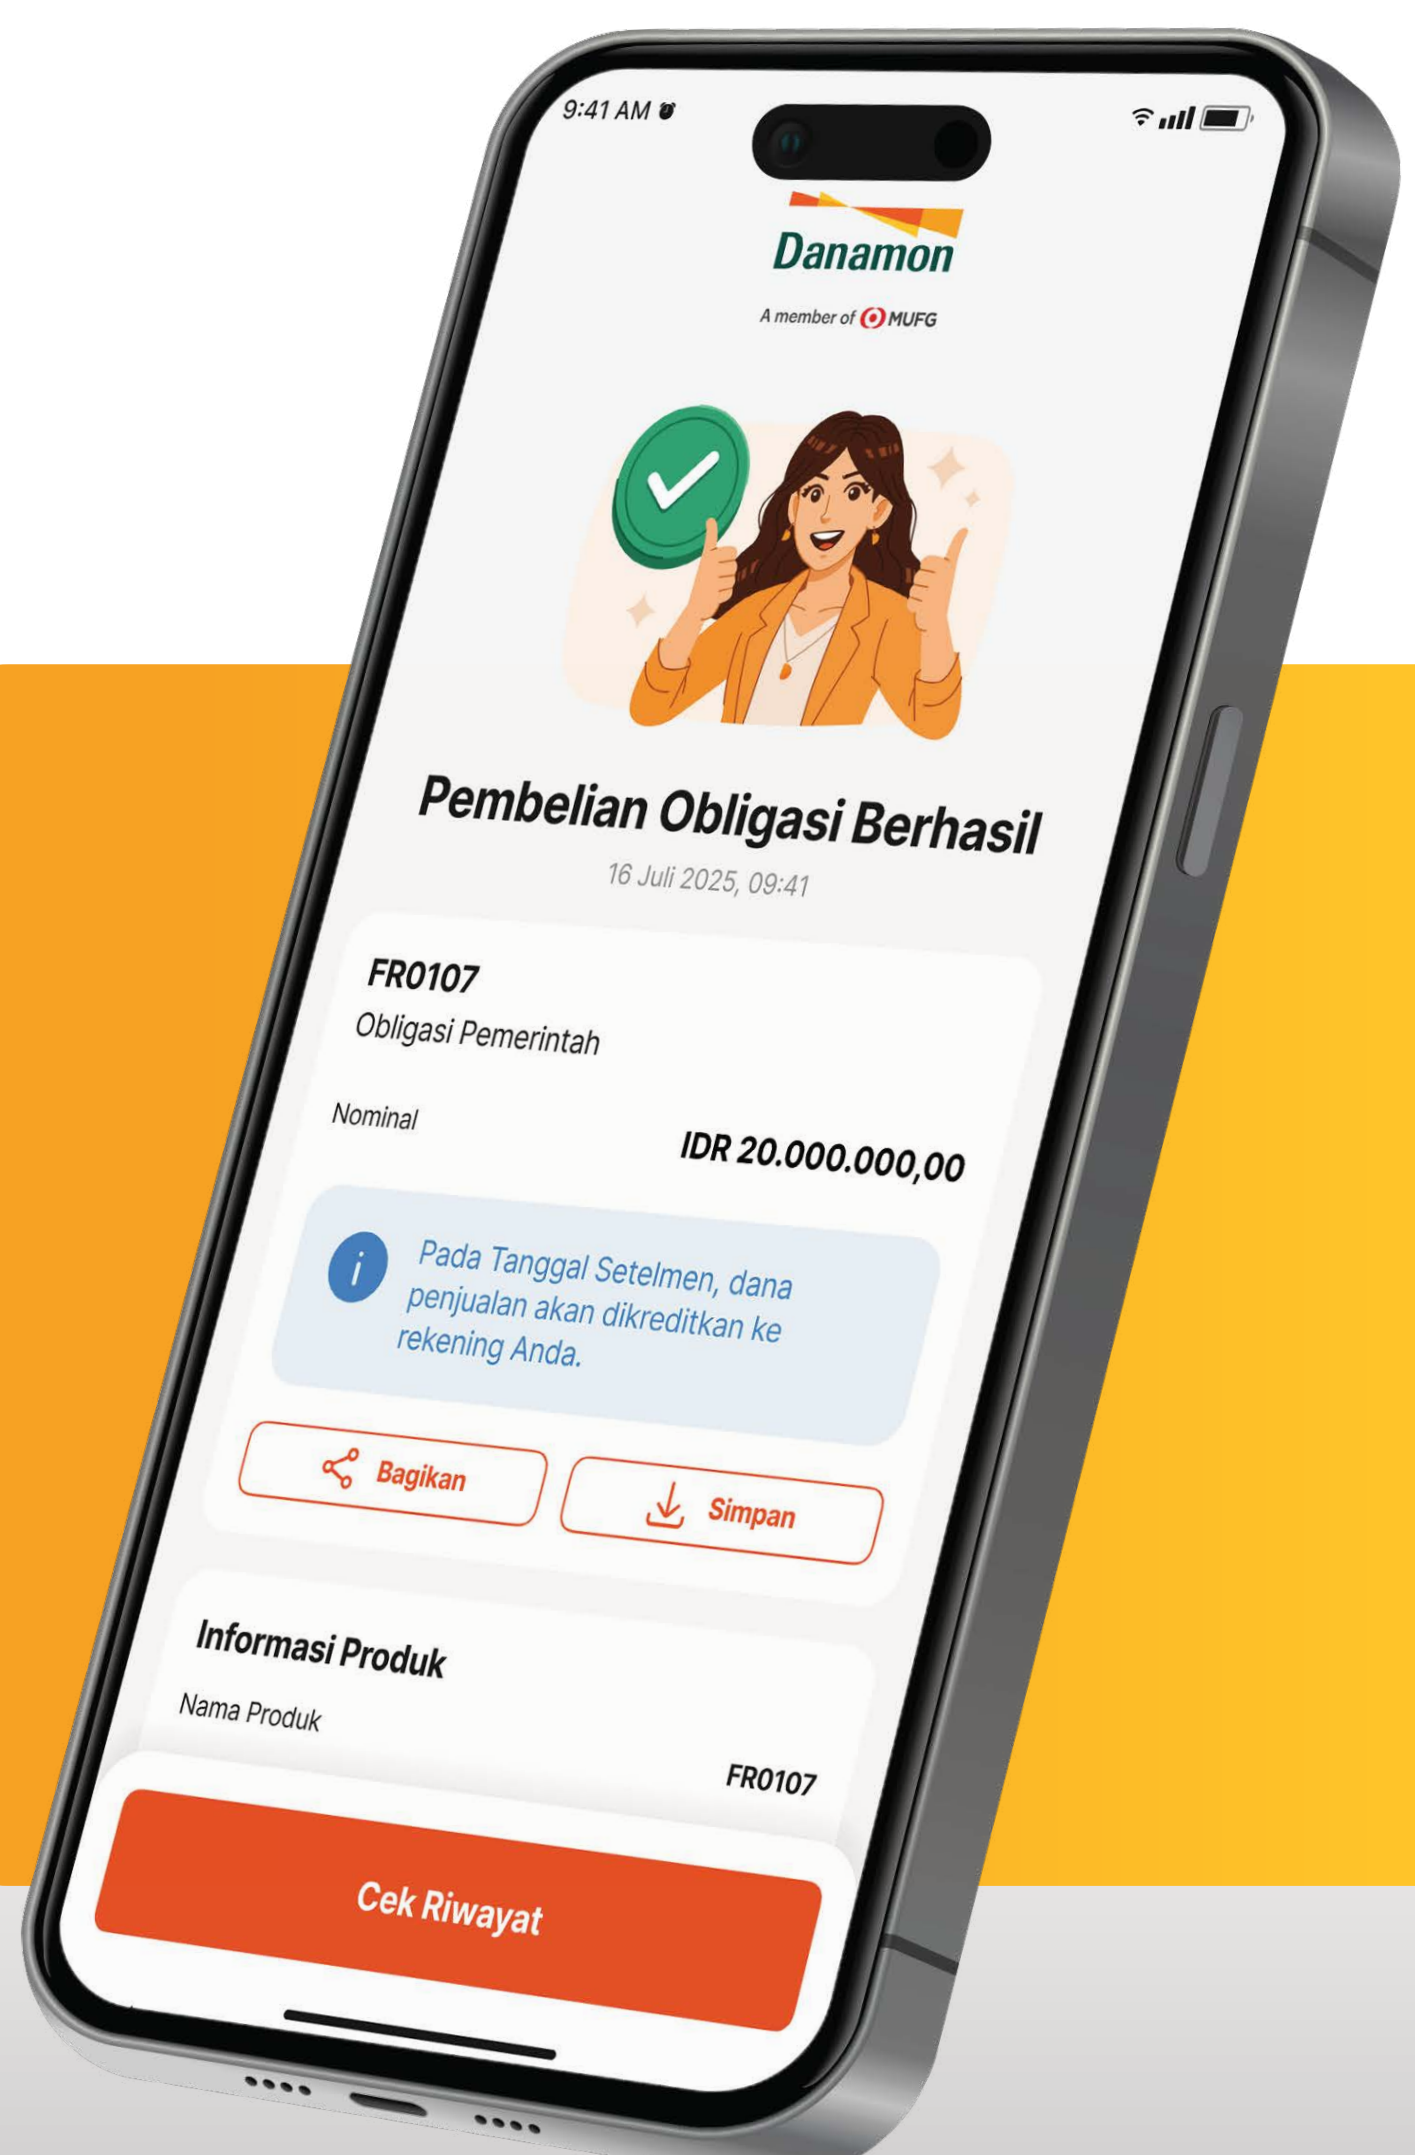 9:41 AM
Danamon
A member of MUFG
Pembelian Obligasi Berhasil
16 Juli 2025, 09:41
FR0107
Obligasi Pemerintah
Nominal
IDR 20.000.000,00
Pada Tanggal Setelmen, dana
penjualan akan dikreditkan ke
rekening Anda.
Bagikan
Simpan
Informasi Produk
Nama Produk
FR0107
Cek Riwayat